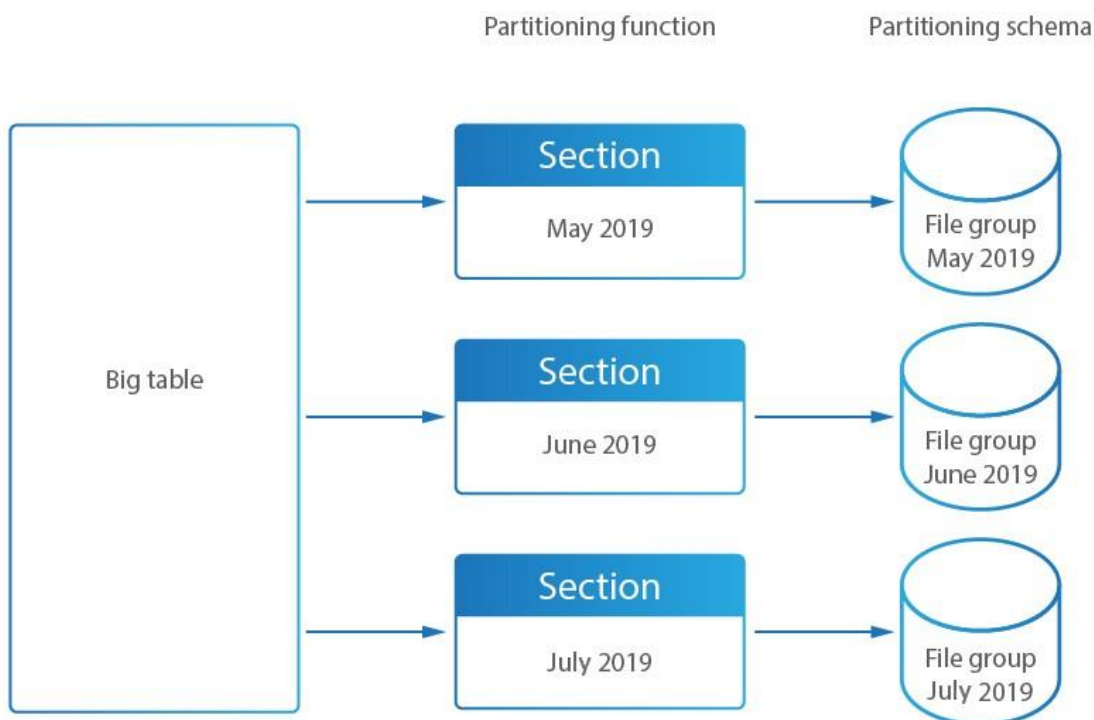 Partitioning function
Partitioning schema
Big table
Section
May 2019
File group
May 2019
Section
June 2019
File group
June 2019
Section
July 2019
File group
July 2019